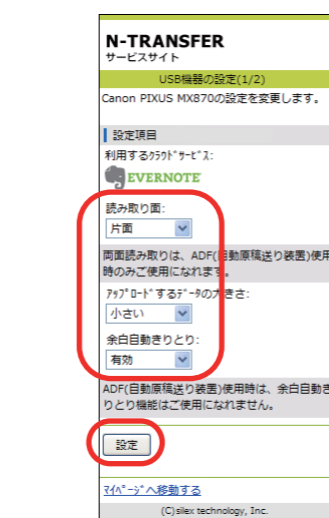 N-TRANSFER
サービスサイト
USB機器の設定(1/2)
Canon PIXUS MX870の設定を変更します。
設定項目
利用するｸﾗｳﾄﾞｻｰﾋﾞｽ:
EVERNOTE
読み取り面:
片面
両面読み取りは、ADF(自動原稿送り装置)使用
時のみご使用になれます。
ｱｯﾌﾟﾛｰﾄﾞするﾃﾞｰﾀの大きさ:
小さい
余白自動きりとり:
有効
ADF(自動原稿送り装置)使用時は、余白自動き
りとり機能はご使用になれません。
設定
ﾏｲﾍﾟｰｼﾞへ移動する
(C)silex technology, Inc.